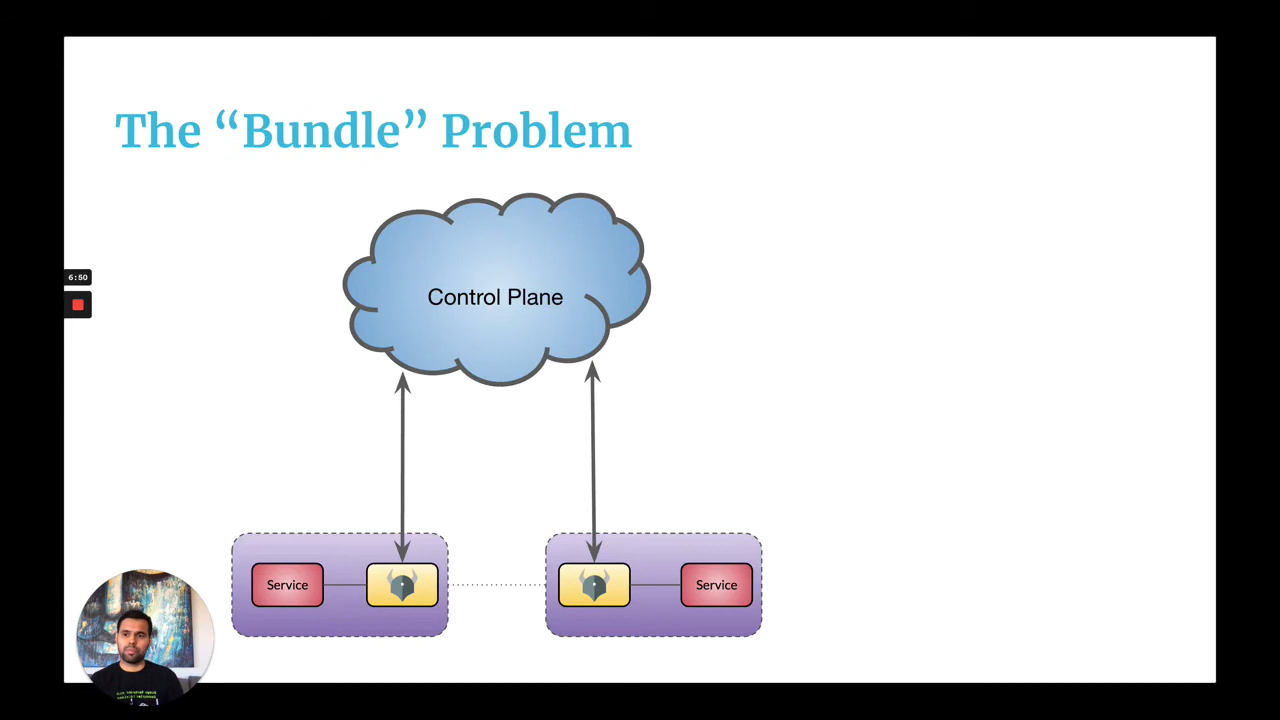 The “Bundle” Problem
6:50
Control Plane
Service
Service